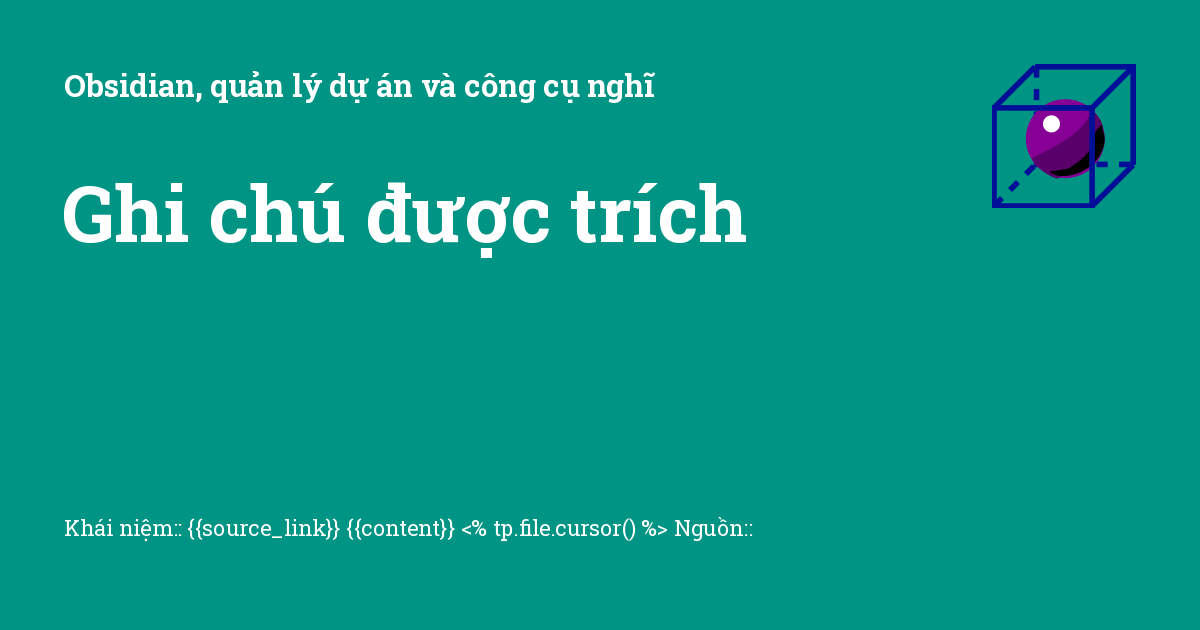 Obsidian, quản lý dự án và công cụ nghĩ
Ghi chú được trích
Khái niệm:: {{source_link}} {{content}} <% tp.file.cursor() %> Nguồn::